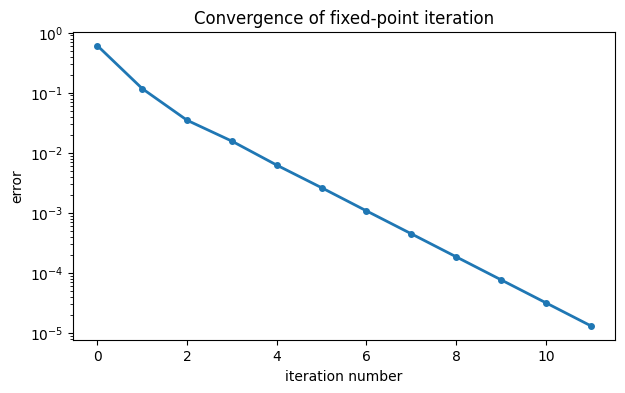 Convergence of fixed-point iteration
error
10⁰
10⁻¹
10⁻²
10⁻³
10⁻⁴
10⁻⁵
0 2 4 6 8 10
iteration number